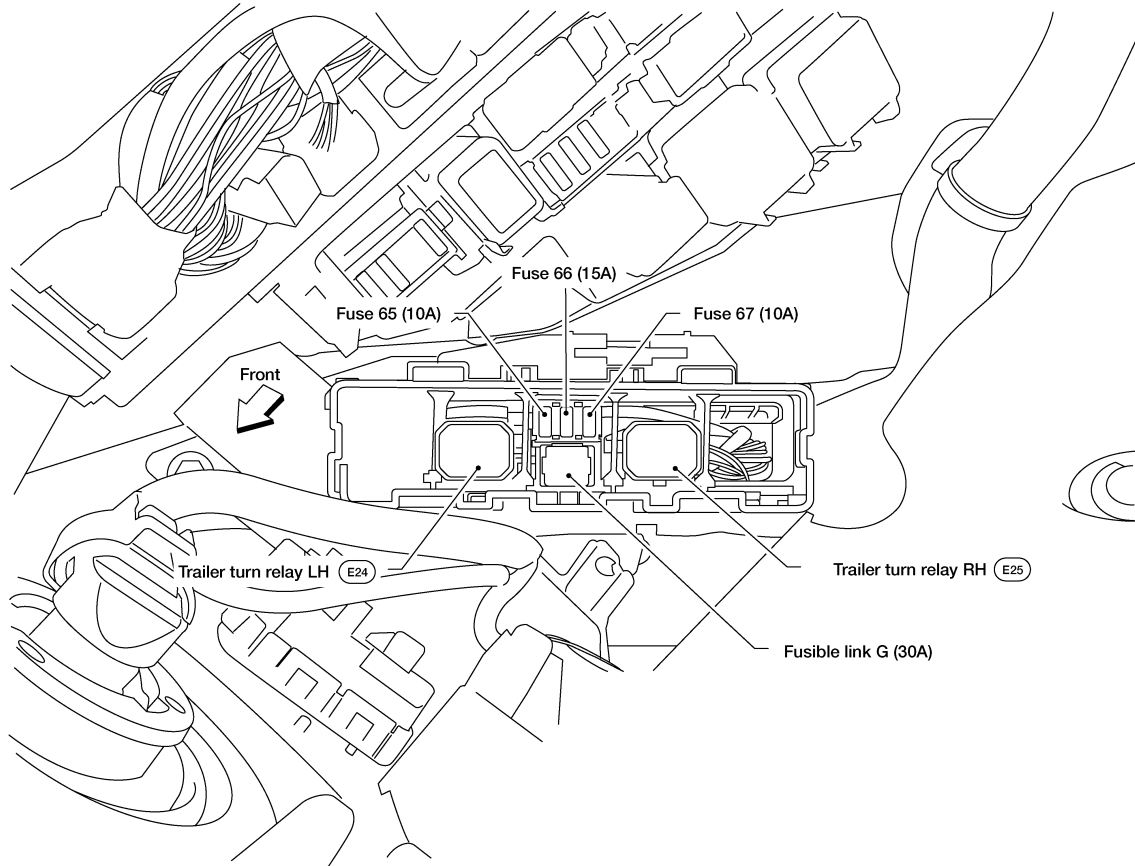 Fuse 66 (15A)
Fuse 65 (10A)
Fuse 67 (10A)
Front
Trailer turn relay LH E24
Trailer turn relay RH E25
Fusible link G (30A)